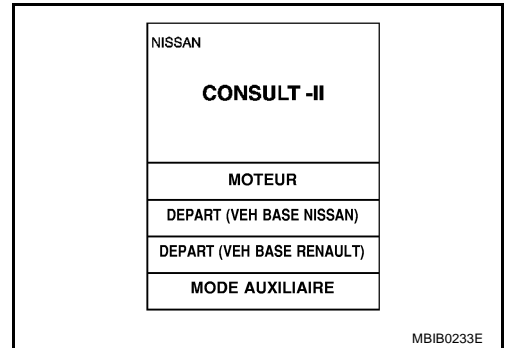 NISSAN
CONSULT -II
MOTEUR
DEPART (VEH BASE NISSAN)
DEPART (VEH BASE RENAULT)
MODE AUXILIAIRE
MBIB0233E